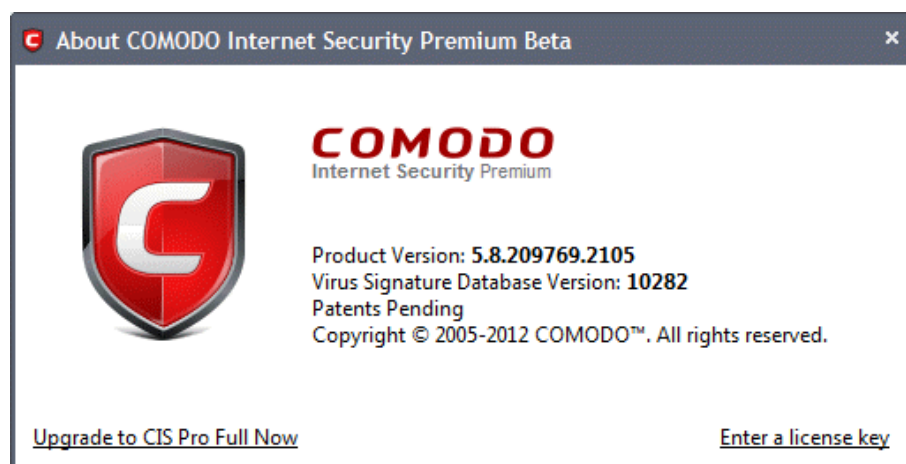 About COMODO Internet Security Premium Beta
COMODO
Internet Security Premium
Product Version: 5.8.209769.2105
Virus Signature Database Version: 10282
Patents Pending
Copyright © 2005-2012 COMODO™. All rights reserved.
Upgrade to CIS Pro Full Now
Enter a license key